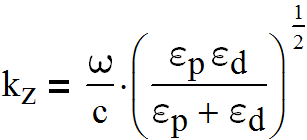 k_z = ω/c · (ε_p ε_d / (ε_p + ε_d))^(1/2)